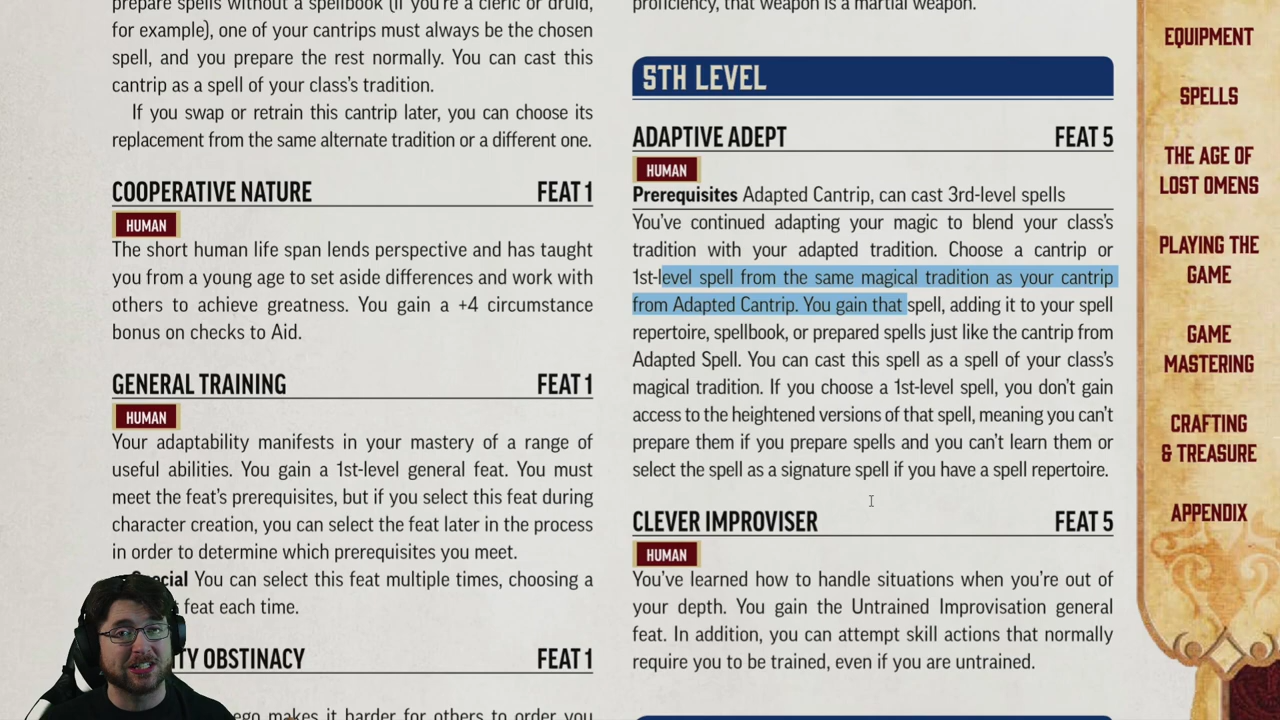 prepare spells without a spellbook (if you're a cleric or druid,
for example), one of your cantrips must always be the chosen
spell, and you prepare the rest normally. You can cast this
cantrip as a spell of your class's tradition.
If you swap or retrain this cantrip later, you can choose its
replacement from the same alternate tradition or a different one.
COOPERATIVE NATURE FEAT 1
HUMAN
The short human life span lends perspective and has taught
you from a young age to set aside differences and work with
others to achieve greatness. You gain a +4 circumstance
bonus on checks to Aid.
GENERAL TRAINING FEAT 1
HUMAN
Your adaptability manifests in your mastery of a range of
useful abilities. You gain a 1st-level general feat. You must
meet the feat's prerequisites, but if you select this feat during
character creation, you can select the feat later in the process
in order to determine which prerequisites you meet.
You can select this feat multiple times, choosing a
feat each time.
OBSTINACY FEAT 1
makes it harder for others to order you
proficiency, that weapon is a martial weapon.
5TH LEVEL
ADAPTIVE ADEPT FEAT 5
HUMAN
Prerequisites Adapted Cantrip, can cast 3rd-level spells
You've continued adapting your magic to blend your class's
tradition with your adapted tradition. Choose a cantrip or
1st-level spell from the same magical tradition as your cantrip
from Adapted Cantrip. You gain that spell, adding it to your spell
repertoire, spellbook, or prepared spells just like the cantrip from
Adapted Spell. You can cast this spell as a spell of your class's
magical tradition. If you choose a 1st-level spell, you don't gain
access to the heightened versions of that spell, meaning you can't
prepare them if you prepare spells and you can't learn them or
select the spell as a signature spell if you have a spell repertoire.
CLEVER IMPROVISER FEAT 5
HUMAN
You've learned how to handle situations when you're out of
your depth. You gain the Untrained Improvisation general
feat. In addition, you can attempt skill actions that normally
require you to be trained, even if you are untrained.
EQUIPMENT
SPELLS
THE AGE OF
LOST OMENS
PLAYING THE
GAME
GAME
MASTERING
CRAFTING
& TREASURE
APPENDIX